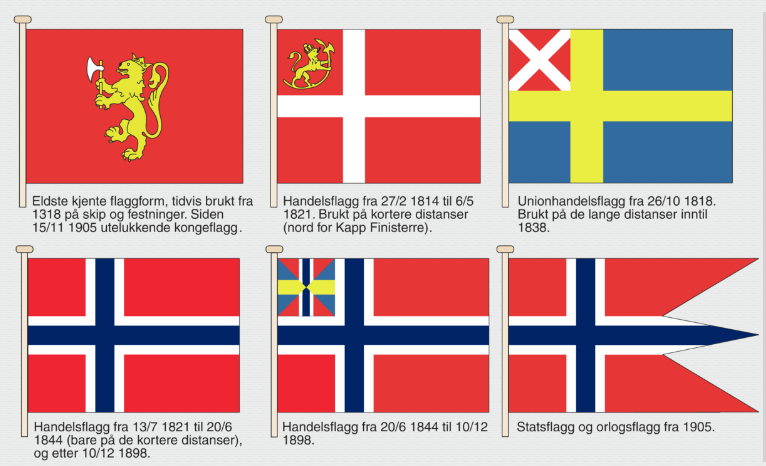 Eldste kjente flaggform, tidvis brukt fra
1318 på skip og festninger. Siden
15/11 1905 utelukkende kongeflagg.
Handelsflagg fra 27/2 1814 til 6/5
1821. Brukt på kortere distanser
(nord for Kapp Finisterre).
Unionhandelsflagg fra 26/10 1818.
Brukt på de lange distanser inntil
1838.
Handelsflagg fra 13/7 1821 til 20/6
1844 (bare på de kortere distanser),
og etter 10/12 1898.
Handelsflagg fra 20/6 1844 til 10/12
1898.
Statsflagg og orlogsflagg fra 1905.